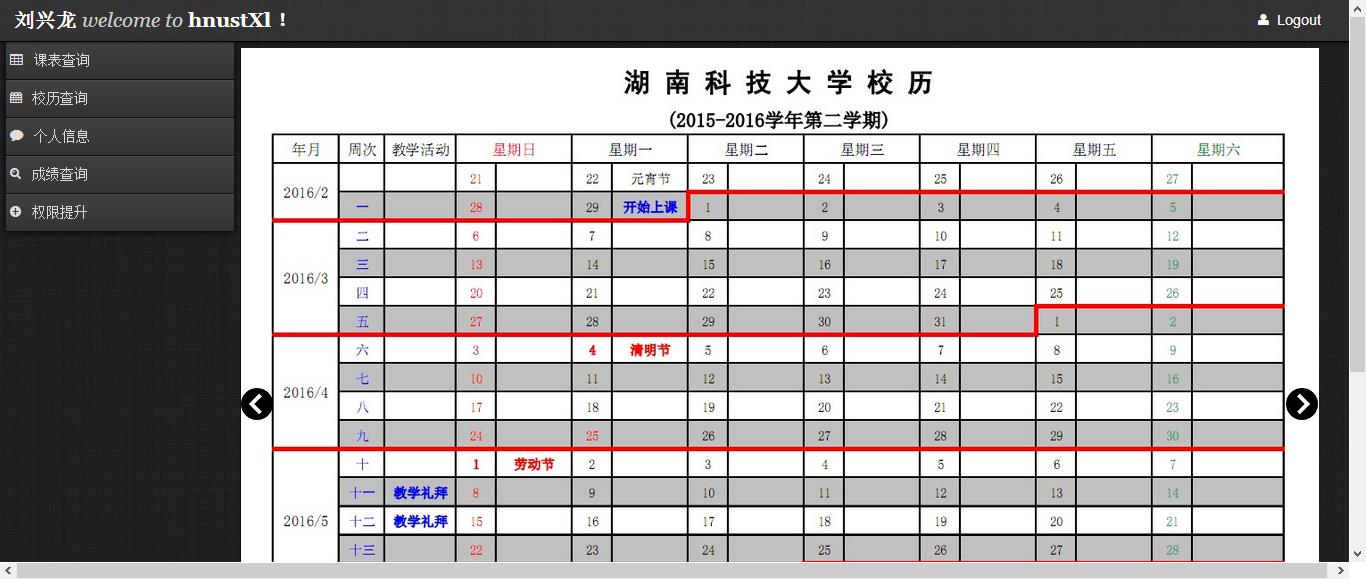 刘兴龙 welcome to hnustXl！
Logout
课表查询
校历查询
个人信息
成绩查询
权限提升
湖南科技大学校历
(2015-2016学年第二学期)
年月 周次 教学活动 星期日 星期一 星期二 星期三 星期四 星期五 星期六
2016/2
21 22 元宵节 23 24 25 26 27
一 28 29 开始上课 1 2 3 4 5
2016/3
二 6 7 8 9 10 11 12
三 13 14 15 16 17 18 19
四 20 21 22 23 24 25 26
五 27 28 29 30 31 1 2
2016/4
六 3 4 清明节 5 6 7 8 9
七 10 11 12 13 14 15 16
八 17 18 19 20 21 22 23
九 24 25 26 27 28 29 30
2016/5
十 1 劳动节 2 3 4 5 6 7
十一 教学礼拜 8 9 10 11 12 13 14
十二 教学礼拜 15 16 17 18 19 20 21
十三 22 23 24 25 26 27 28